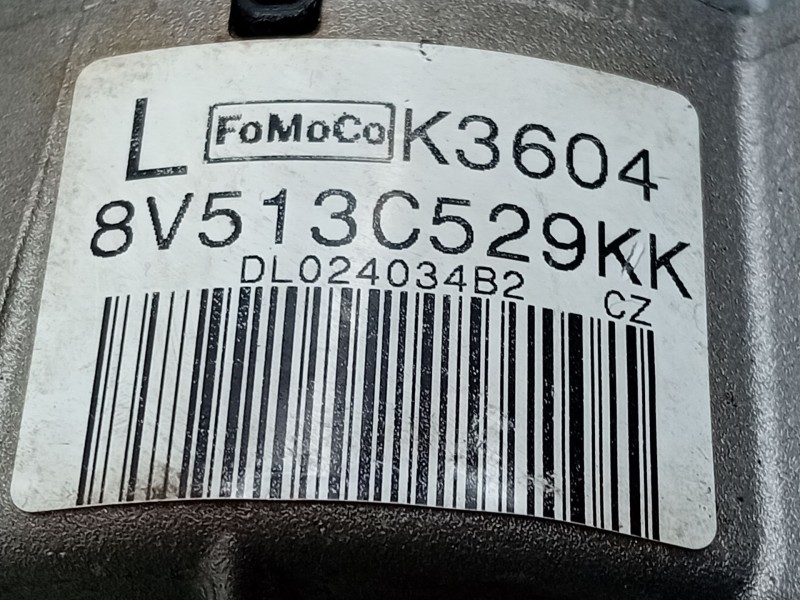 L FoMoCo K3604
8V513C529KK
DL024034B2
CZ